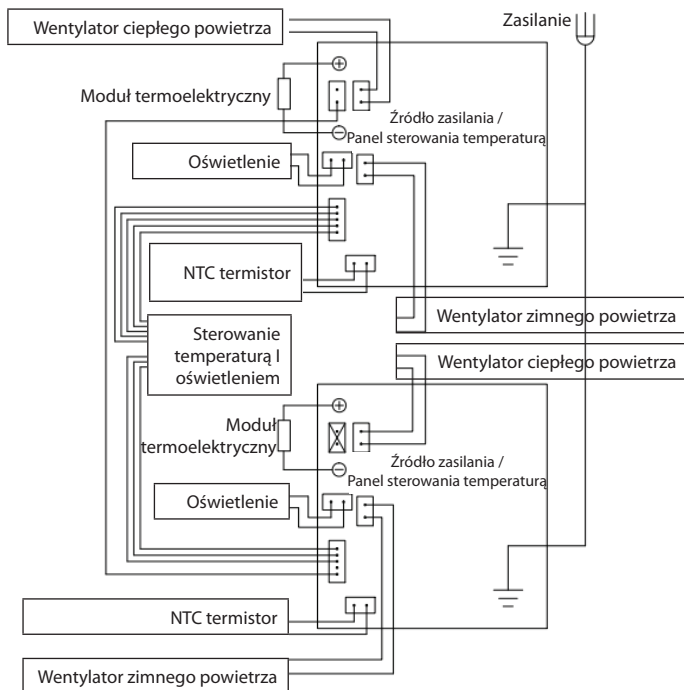 Wentylator ciepłego powietrza
Zasilanie
Moduł termoelektryczny
Źródło zasilania /
Panel sterowania temperaturą
Oświetlenie
NTC termistor
Wentylator zimnego powietrza
Sterowanie
temperaturą I
oświetleniem
Wentylator ciepłego powietrza
Moduł
termoelektryczny
Źródło zasilania /
Panel sterowania temperaturą
Oświetlenie
NTC termistor
Wentylator zimnego powietrza